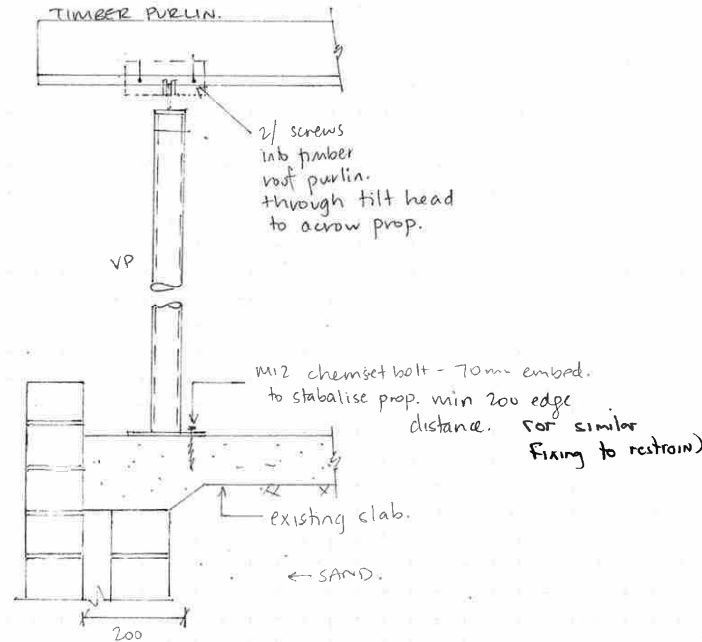 TIMBER PURLIN.
2/ screws
into timber
roof purlin.
through tilt head
to acrow prop.
VP
M12 chemset bolt - 70mm embed.
to stabalise prop. min 200 edge
distance. (or similar
Fixing to restrain)
existing slab.
← SAND.
200